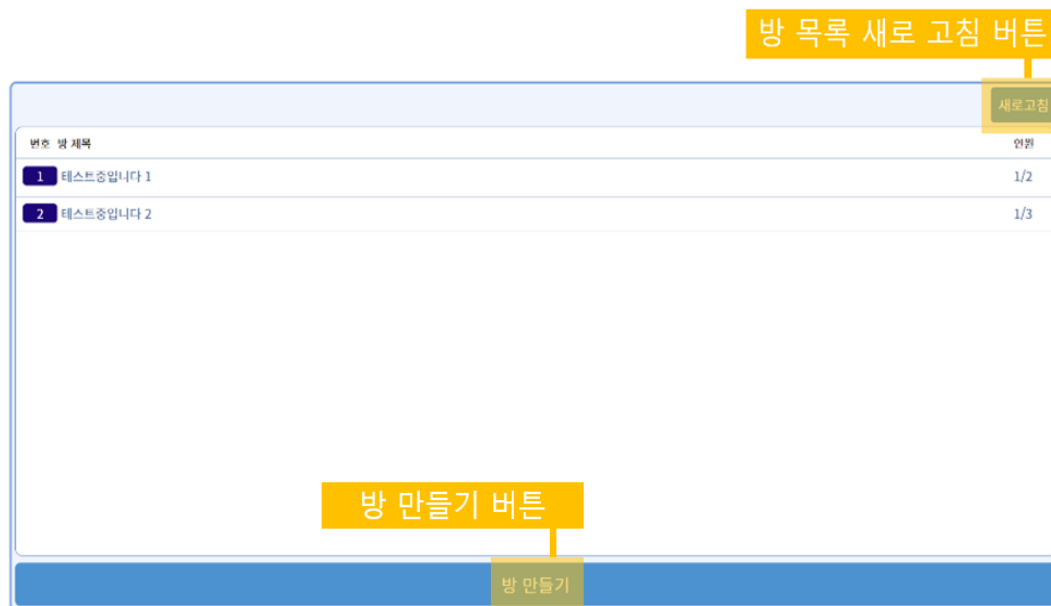 방 목록 새로 고침 버튼
새로고침
번호 방 제목 인원
1 테스트중입니다 1 1/2
2 테스트중입니다 2 1/3
방 만들기 버튼
방 만들기